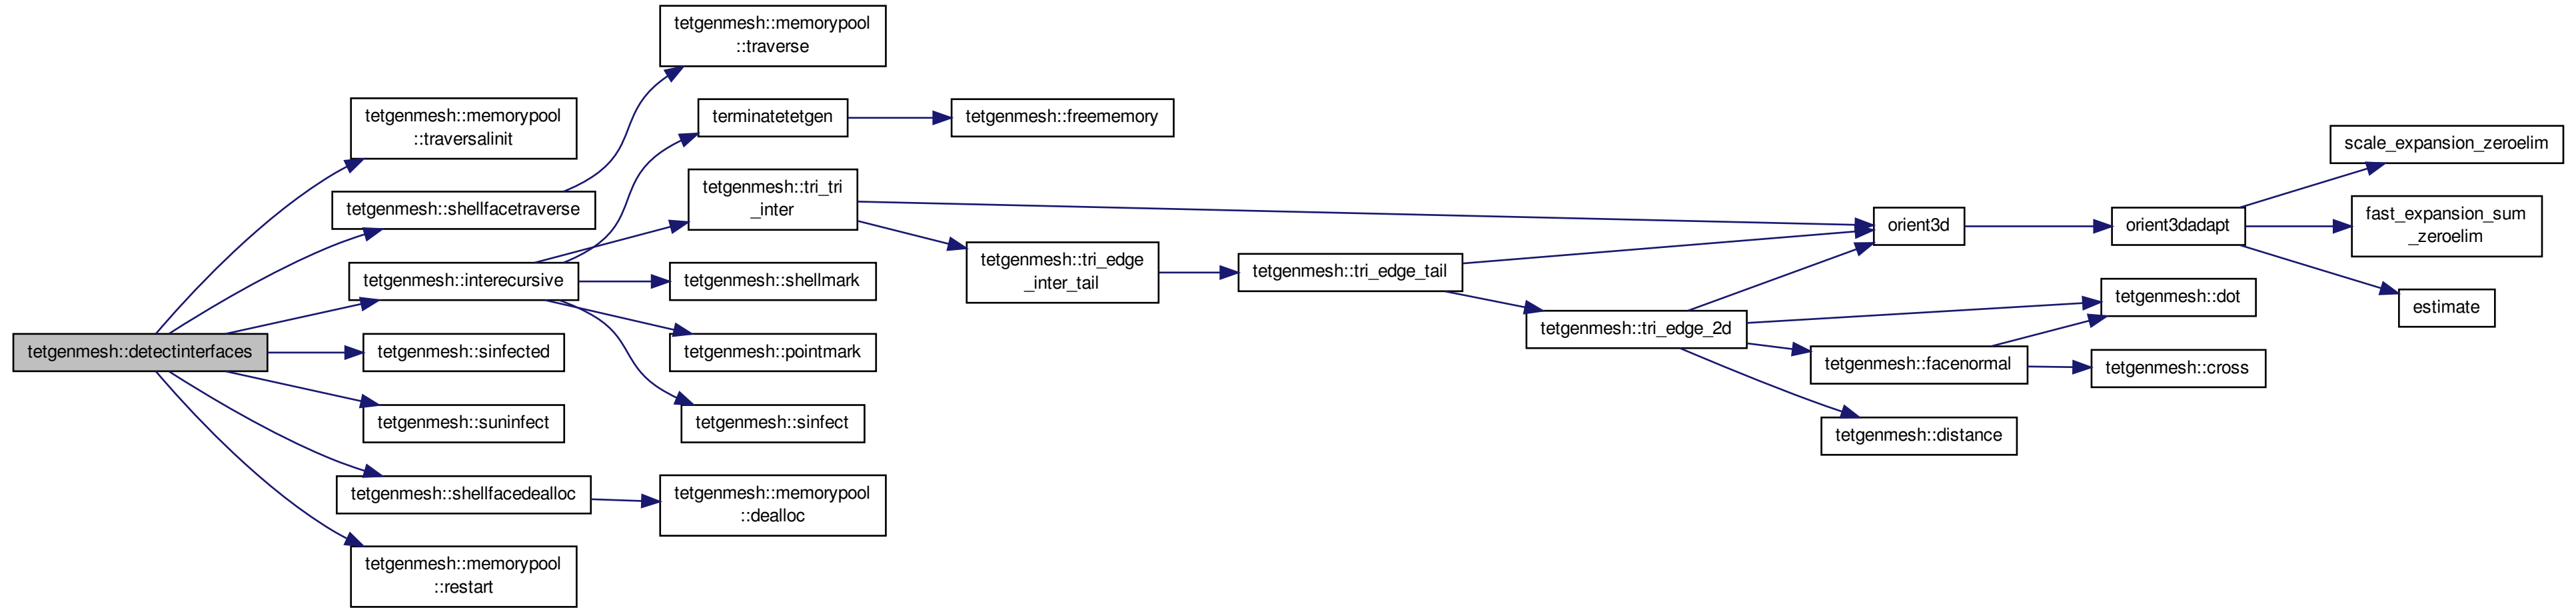 tetgenmesh::detectinterfaces
tetgenmesh::memorypool
::traversalinit
tetgenmesh::shellfacetraverse
tetgenmesh::interecursive
tetgenmesh::sinfected
tetgenmesh::suninfect
tetgenmesh::shellfacedealloc
tetgenmesh::memorypool
::restart
tetgenmesh::memorypool
::traverse
terminatetetgen
tetgenmesh::tri_tri
_inter
tetgenmesh::shellmark
tetgenmesh::pointmark
tetgenmesh::sinfect
tetgenmesh::memorypool
::dealloc
tetgenmesh::freememory
tetgenmesh::tri_edge
_inter_tail
tetgenmesh::tri_edge_tail
tetgenmesh::tri_edge_2d
orient3d
tetgenmesh::facenormal
tetgenmesh::distance
orient3dadapt
tetgenmesh::dot
tetgenmesh::cross
scale_expansion_zeroelim
fast_expansion_sum
_zeroelim
estimate